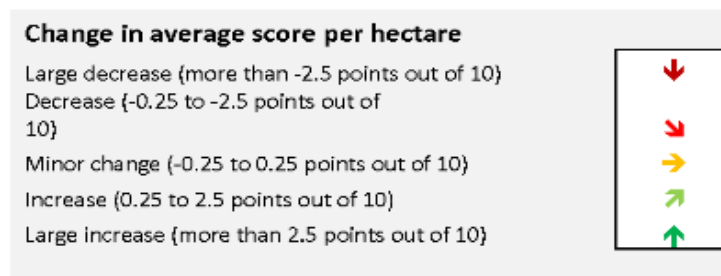 Change in average score per hectare
Large decrease (more than -2.5 points out of 10)
Decrease (-0.25 to -2.5 points out of
10)
Minor change (-0.25 to 0.25 points out of 10)
Increase (0.25 to 2.5 points out of 10)
Large increase (more than 2.5 points out of 10)